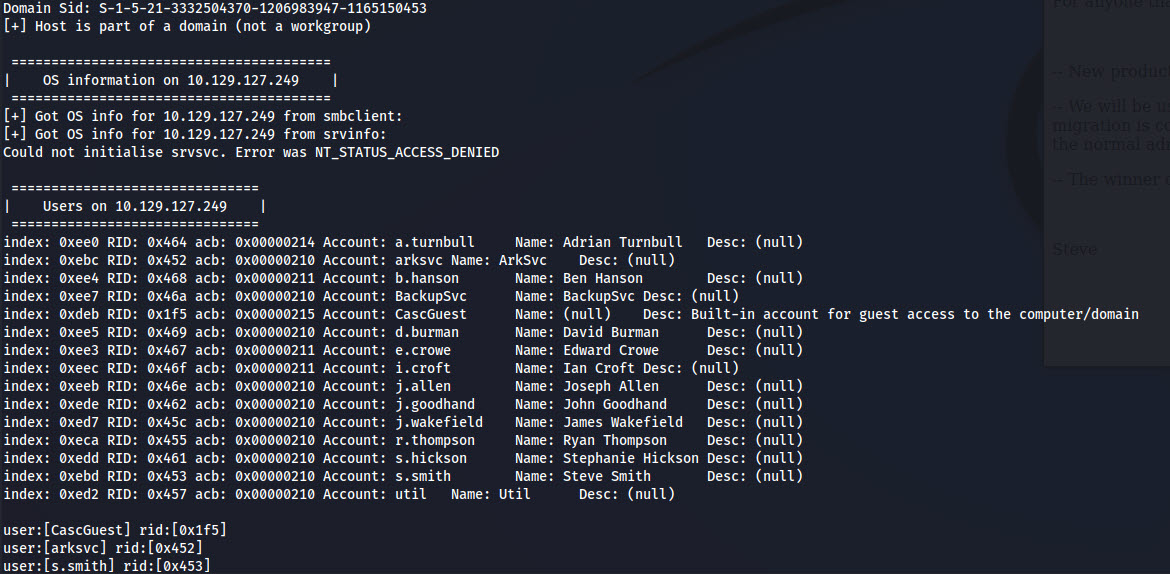 Domain Sid: S-1-5-21-3332504370-1206983947-1165150453
[+] Host is part of a domain (not a workgroup)
For anyone tha
========================================
|    OS information on 10.129.127.249    |
========================================
-- New product
[+] Got OS info for 10.129.127.249 from smbclient:
-- We will be u
[+] Got OS info for 10.129.127.249 from srvinfo:
migration is co
Could not initialise srvsvc. Error was NT_STATUS_ACCESS_DENIED
the normal adm
-- The winner
===============================
|    Users on 10.129.127.249    |
===============================
index: 0xee0 RID: 0x464 acb: 0x00000214 Account: a.turnbull     Name: Adrian Turnbull   Desc: (null)
Steve
index: 0xebc RID: 0x452 acb: 0x00000210 Account: arksvc Name: ArkSvc    Desc: (null)
index: 0xee4 RID: 0x468 acb: 0x00000211 Account: b.hanson       Name: Ben Hanson        Desc: (null)
index: 0xee7 RID: 0x46a acb: 0x00000210 Account: BackupSvc      Name: BackupSvc Desc: (null)
index: 0xdeb RID: 0x1f5 acb: 0x00000215 Account: CascGuest      Name: (null)    Desc: Built-in account for guest access to the computer/domain
index: 0xee5 RID: 0x469 acb: 0x00000210 Account: d.burman       Name: David Burman      Desc: (null)
index: 0xee3 RID: 0x467 acb: 0x00000211 Account: e.crowe        Name: Edward Crowe      Desc: (null)
index: 0xeec RID: 0x46f acb: 0x00000211 Account: i.croft        Name: Ian Croft Desc: (null)
index: 0xeeb RID: 0x46e acb: 0x00000210 Account: j.allen        Name: Joseph Allen      Desc: (null)
index: 0xede RID: 0x462 acb: 0x00000210 Account: j.goodhand     Name: John Goodhand     Desc: (null)
index: 0xed7 RID: 0x45c acb: 0x00000210 Account: j.wakefield    Name: James Wakefield   Desc: (null)
index: 0xeca RID: 0x455 acb: 0x00000210 Account: r.thompson     Name: Ryan Thompson     Desc: (null)
index: 0xedd RID: 0x461 acb: 0x00000210 Account: s.hickson      Name: Stephanie Hickson Desc: (null)
index: 0xebd RID: 0x453 acb: 0x00000210 Account: s.smith        Name: Steve Smith       Desc: (null)
index: 0xed2 RID: 0x457 acb: 0x00000210 Account: util   Name: Util      Desc: (null)
user:[CascGuest] rid:[0x1f5]
user:[arksvc] rid:[0x452]
user:[s.smith] rid:[0x453]